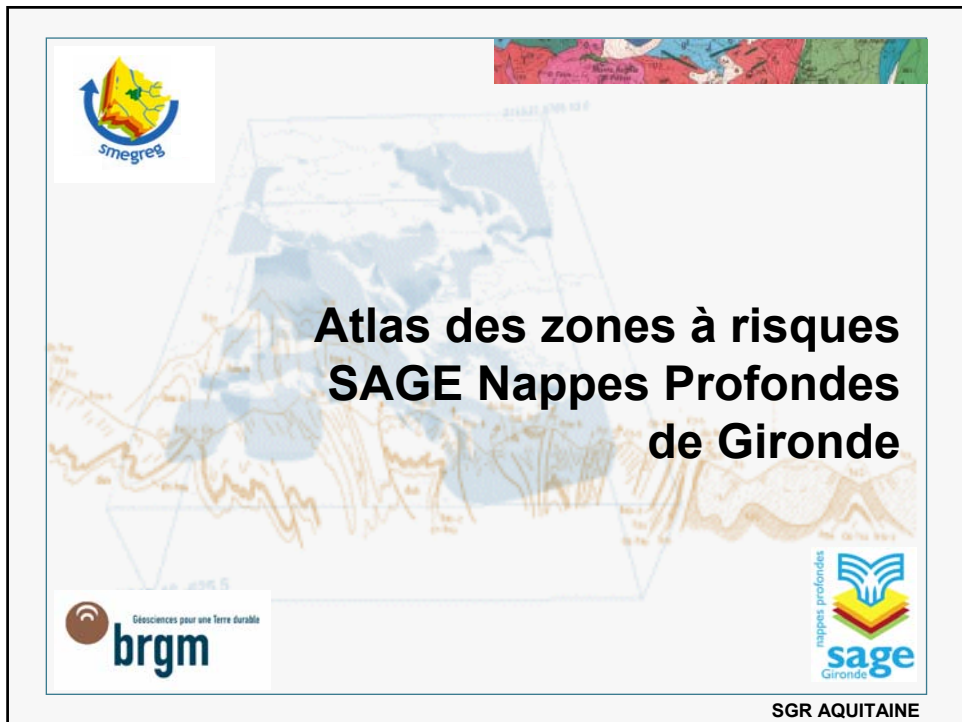 smegreg
Atlas des zones à risques
SAGE Nappes Profondes
de Gironde
Géosciences pour une Terre durable
brgm
nappes profondes
sage
Gironde
SGR AQUITAINE